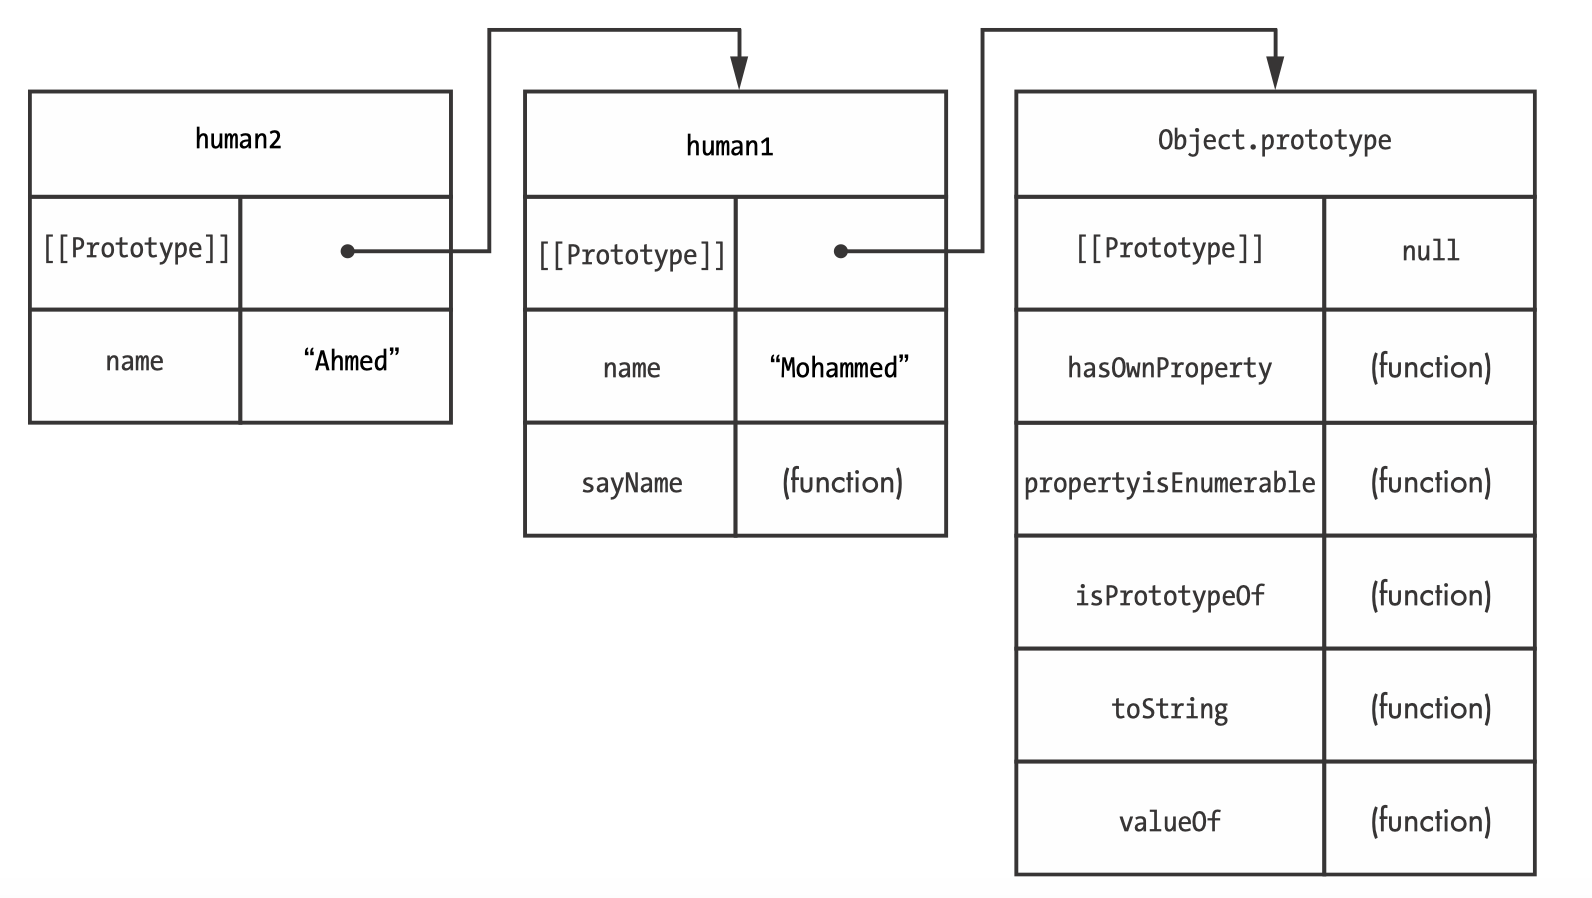 human2
[[Prototype]]
name “Ahmed”
human1
[[Prototype]]
name “Mohammed”
sayName (function)
Object.prototype
[[Prototype]] null
hasOwnProperty (function)
propertyisEnumerable (function)
isPrototypeOf (function)
toString (function)
valueOf (function)